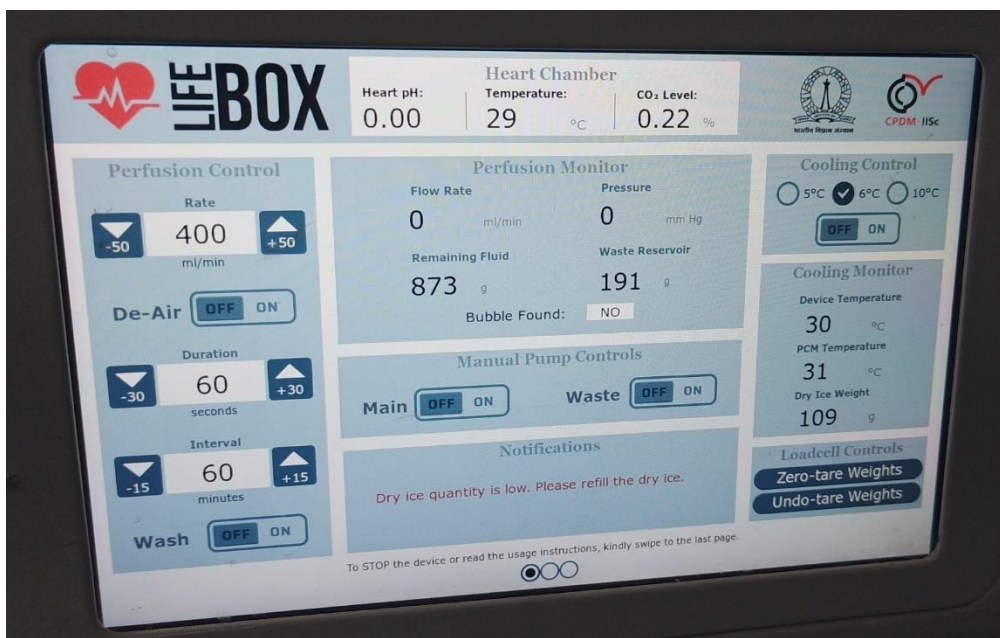 LIFE BOX
Heart Chamber
Heart pH: Temperature: CO₂ Level:
0.00 29 °C 0.22 %
भारतीय विज्ञान संस्थान
CPDM IISc
Perfusion Control
Rate
-50 400 +50
ml/min
De-Air OFF ON
Duration
-30 60 +30
seconds
Interval
-15 60 +15
minutes
Wash OFF ON
Perfusion Monitor
Flow Rate Pressure
0 ml/min 0 mm Hg
Remaining Fluid Waste Reservoir
873 g 191 g
Bubble Found: NO
Manual Pump Controls
Main OFF ON Waste OFF ON
Notifications
Dry ice quantity is low. Please refill the dry ice.
Cooling Control
5°C 6°C 10°C
OFF ON
Cooling Monitor
Device Temperature
30 °C
PCM Temperature
31 °C
Dry Ice Weight
109 g
Loadcell Controls
Zero-tare Weights
Undo-tare Weights
To STOP the device or read the usage instructions, kindly swipe to the last page.